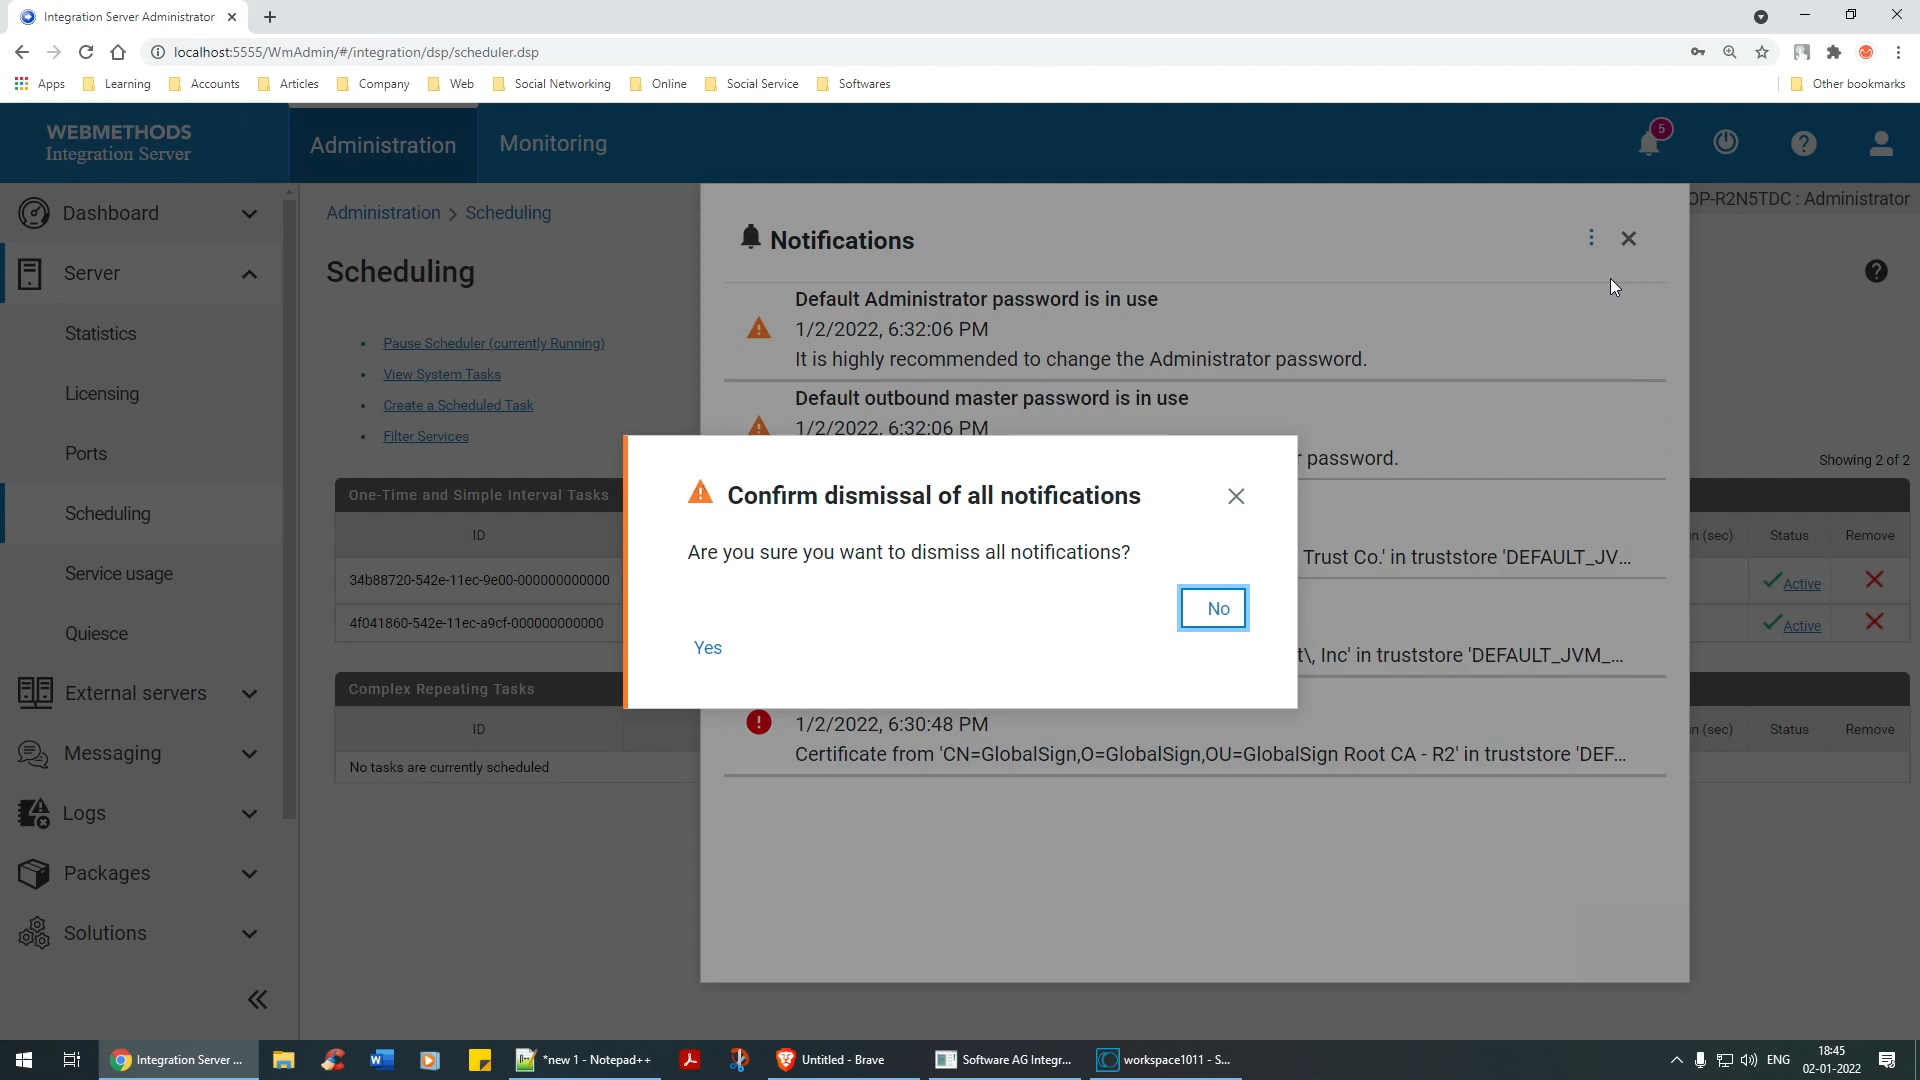 Integration Server Administrator
localhost:5555/WmAdmin/#/integration/dsp/scheduler.dsp
Apps Learning Accounts Articles Company Web Social Networking Online Social Service Softwares Other bookmarks
WEBMETHODS
Integration Server
Administration Monitoring 5
OP-R2N5TDC : Administrator
Dashboard
Server
Statistics
Licensing
Ports
Scheduling
Service usage
Quiesce
External servers
Messaging
Logs
Packages
Solutions
Administration > Scheduling
Scheduling
Pause Scheduler (currently Running)
View System Tasks
Create a Scheduled Task
Filter Services
Showing 2 of 2
One-Time and Simple Interval Tasks
ID n (sec) Status Remove
34b88720-542e-11ec-9e00-000000000000 Active
4f041860-542e-11ec-a9cf-000000000000 Active
Complex Repeating Tasks
ID n (sec) Status Remove
No tasks are currently scheduled
Notifications
Default Administrator password is in use
1/2/2022, 6:32:06 PM
It is highly recommended to change the Administrator password.
Default outbound master password is in use
1/2/2022, 6:32:06 PM
password.
Trust Co.' in truststore 'DEFAULT_JV...
t\, Inc' in truststore 'DEFAULT_JVM_...
1/2/2022, 6:30:48 PM
Certificate from 'CN=GlobalSign,O=GlobalSign,OU=GlobalSign Root CA - R2' in truststore 'DEF...
Confirm dismissal of all notifications
Are you sure you want to dismiss all notifications?
No
Yes
Integration Server ... *new 1 - Notepad++ Untitled - Brave Software AG Integr... workspace1011 - S... ENG
18:45
02-01-2022